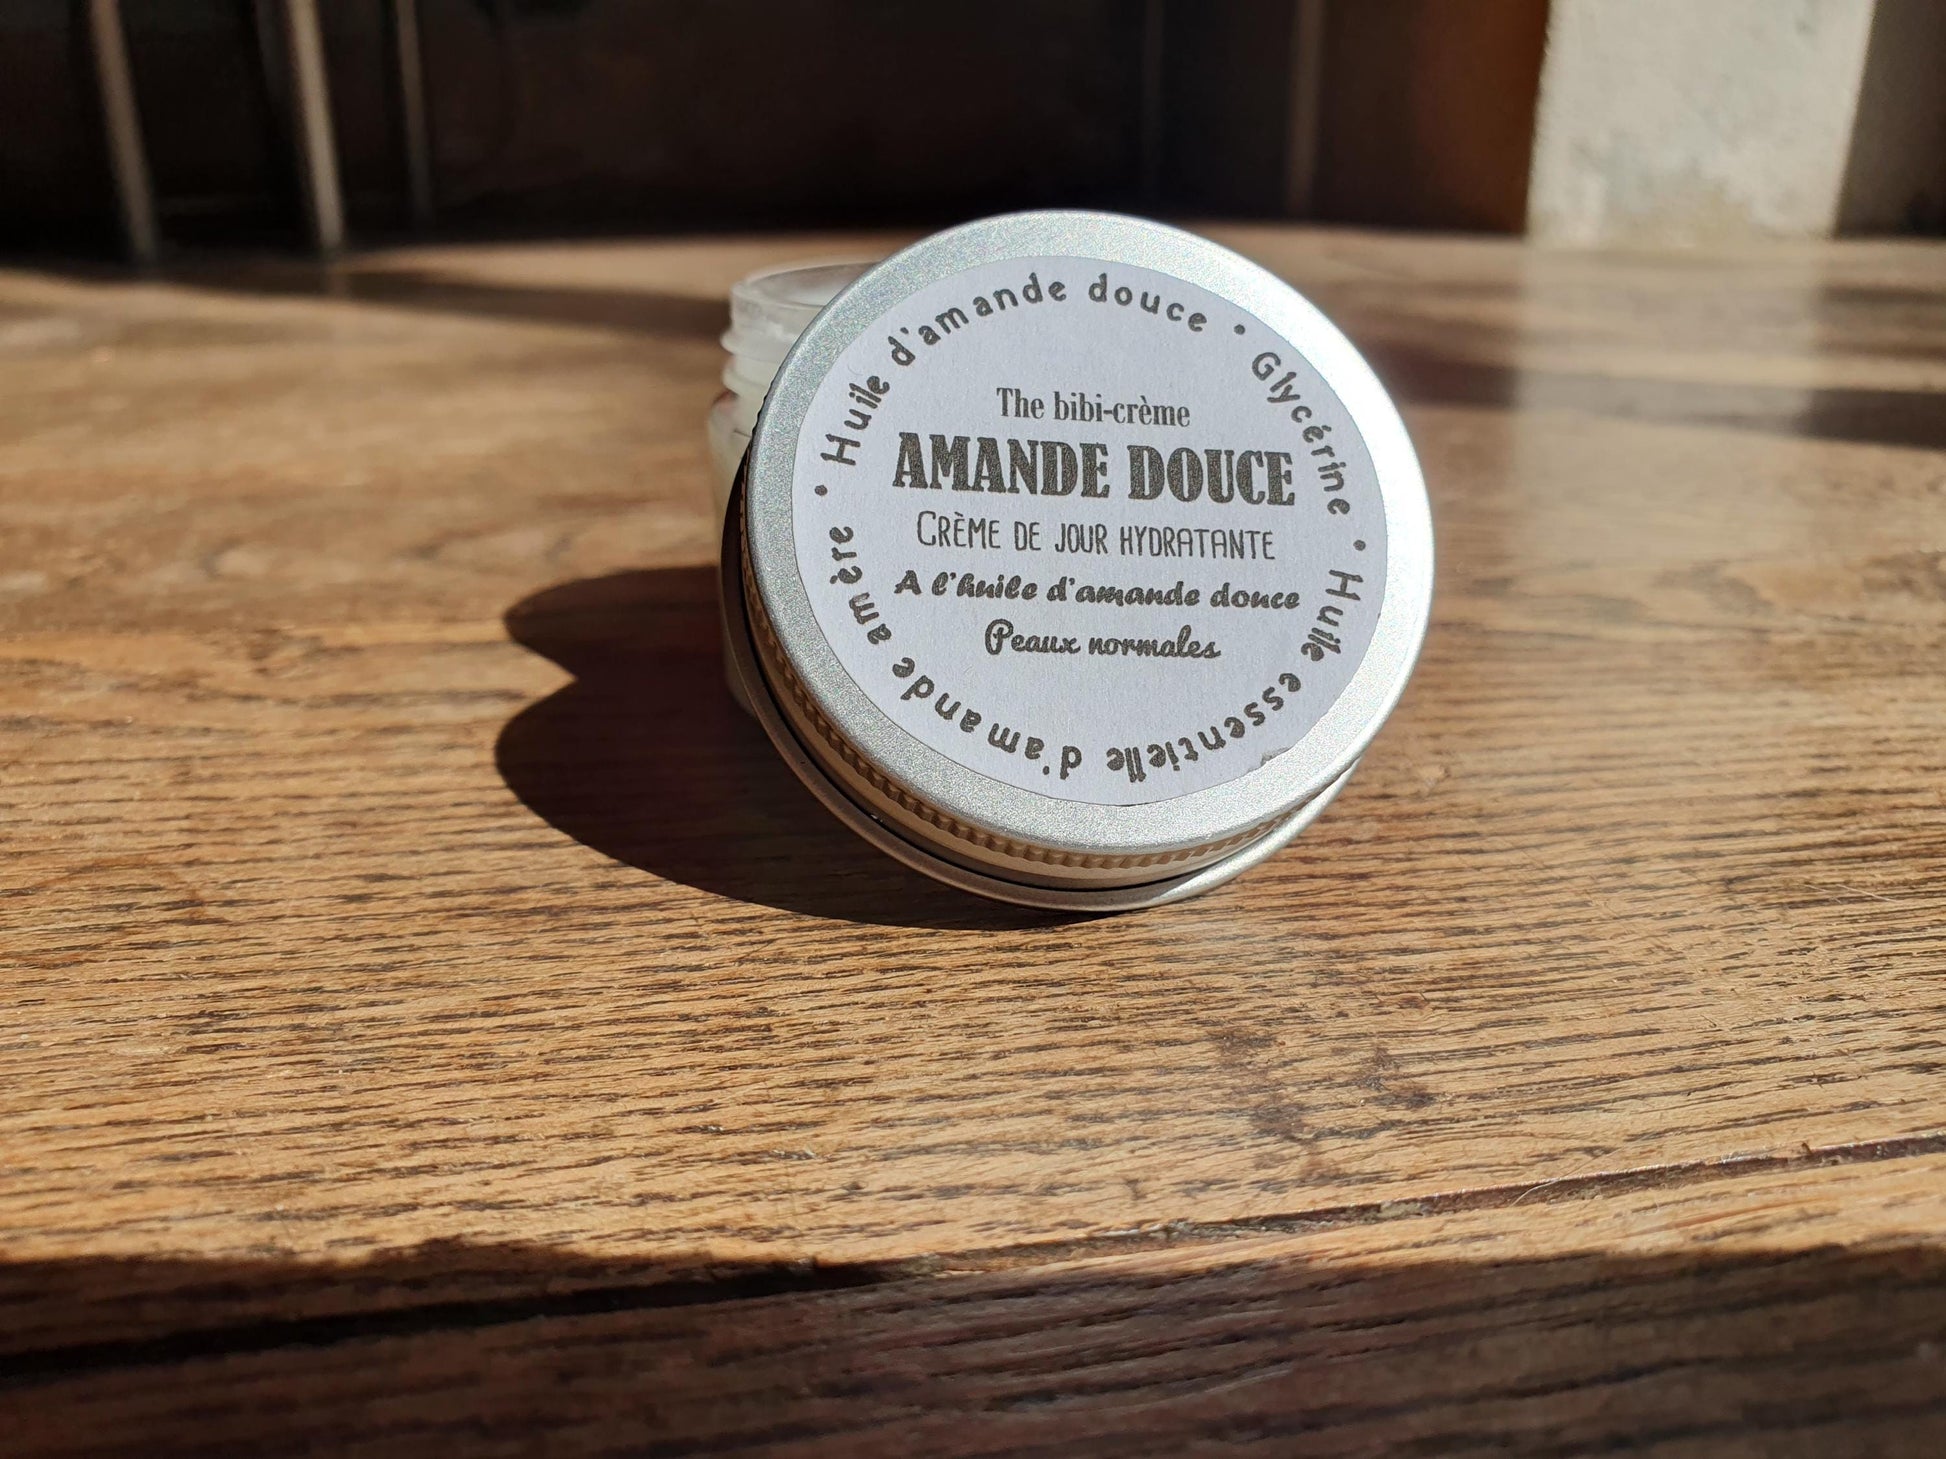 The bibi-crème
AMANDE DOUCE
CRÈME DE JOUR HYDRATANTE
A l'huile d'amande douce
Peaux normales
• Huile d'amande douce • Glycérine • Huile essentielle d'amande amère